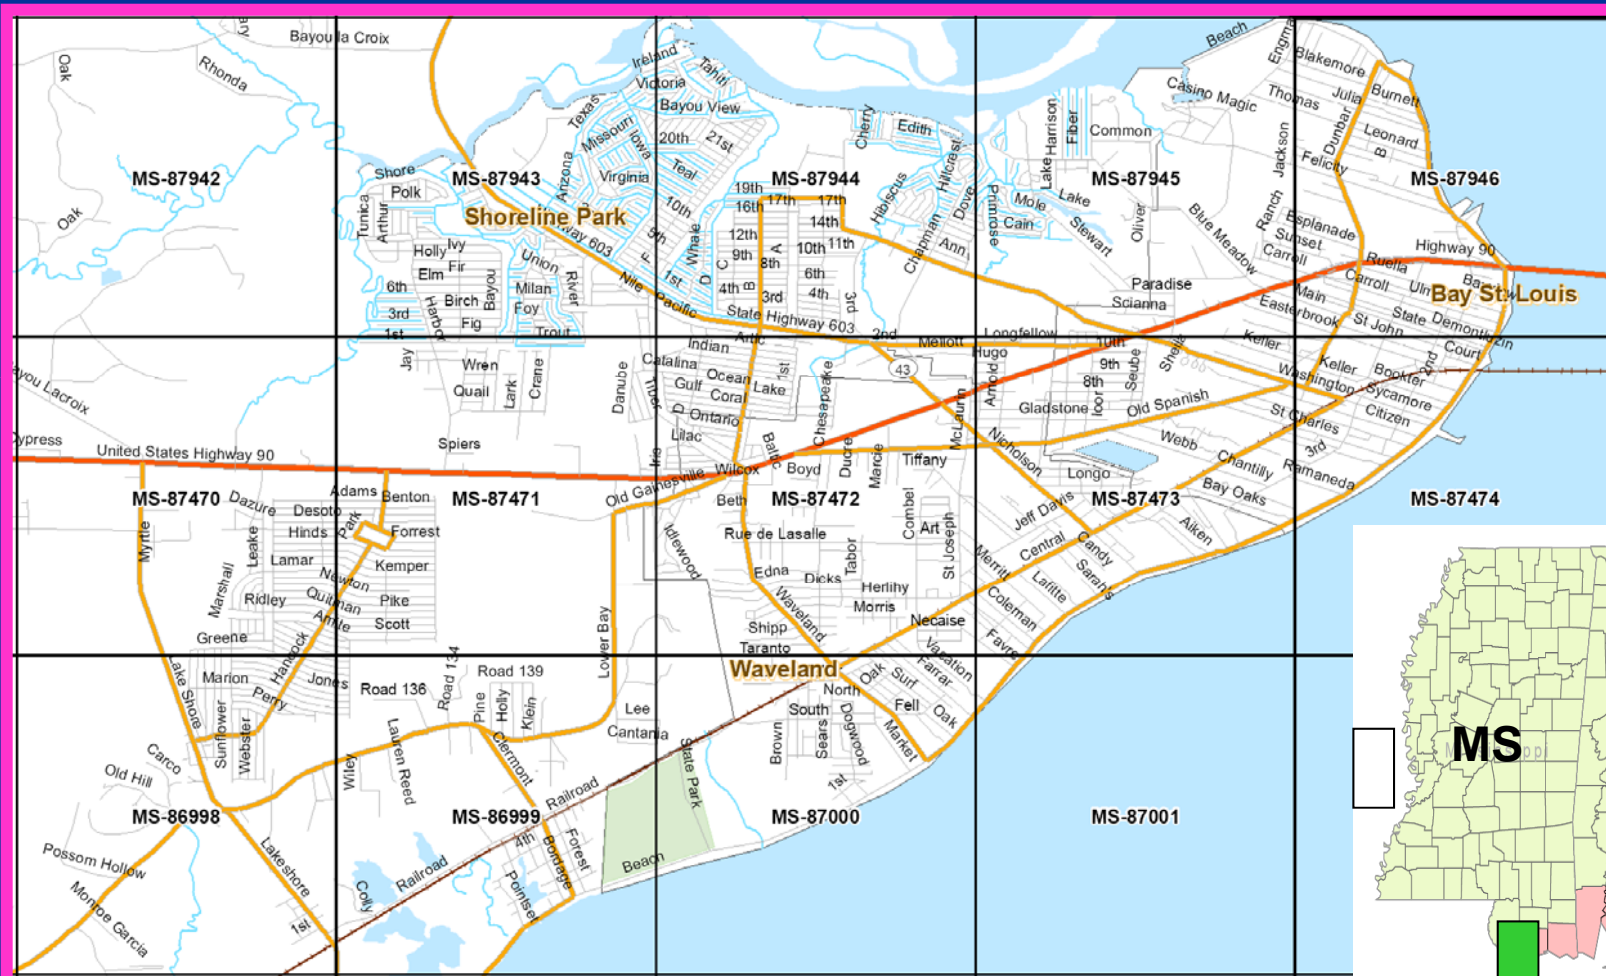 Bayou la Croix
Oak
Rhonda
Oak
MS-87942
MS-87943
MS-87944
MS-87945
MS-87946
Ireland
Tahiti
Victoria
Bayou View
Texas
Missouri
Iowa
20th
21st
Teal
Arizona
Virginia
10th
5th
Whale
1st
F
D
Shore
Polk
Tunica
Arthur
Shoreline Park
Holly
Ivy
Elm
Fir
Bayou
6th
Birch
3rd
Harbor
Fig
1st
Union
River
Milan
Foy
Trout
Nile
Pacific
19th
17th
17th
16th
14th
12th
A
10th
11th
9th
8th
C
6th
4th
B
3rd
4th
3rd
State Highway 603
2nd
Cherry
Edith
Hibiscus
Hillcrest
Dove
Chapman
Ann
Primrose
Lake
Harrison
Fiber
Common
Mole
Lake
Cain
Stewart
Oliver
Blue Meadow
Paradise
Scianna
Longfellow
Beach
Casino Magic
Blakemore
Thomas
Julia
Burnett
Jackson
Dunbar
Leonard
B
Felicity
Ranch
Esplanade
Sunset
Carroll
Highway 90
Ruella
Carroll
Bay St. Louis
Main
Easterbrook
St John
State
Demontluzin
Court
2nd
Keller
Keller
Bookter
Washington
Sycamore
Citizen
St Charles
3rd
Jay
Wren
Quail
Lark
Crane
Danube
Artic
Indian
Catalina
Ocean
Gulf
Lake
1st
Coral
D
Ontario
Lilac
Iris
Chesapeake
Mellott
Hugo
43
Arnold
McLaurin
10th
9th
8th
Seube
Sheila
Gladstone
Old Spanish
Webb
Chantilly
Ramaneda
Bay Oaks
Longo
Nicholson
Aiken
Cypress
United States Highway 90
Spiers
Old Gainesville
Wilcox
Baltic
Boyd
Ducre
Marcie
Tiffany
MS-87470
MS-87471
MS-87472
MS-87473
MS-87474
Dazure
Adams
Benton
Desoto
Park
Hinds
Forrest
Myrtle
Leake
Lamar
Kemper
Newton
Marshall
Ridley
Quitman
Pike
Amite
Scott
Greene
Hancock
Beth
Rue de Lasalle
Idlewood
Edna
Dicks
Tabor
Combel
Art
St Joseph
Herlihy
Morris
Waveland
Shipp
Taranto
Necaise
Jeff Davis
Central
Candy
Sarahs
Merritt
Lafitte
Coleman
Favre
Vacation
Farrar
Lower Bay
Waveland
Lake Shore
Marion
Jones
Perry
Sunflower
Webster
Carco
Old Hill
Road 134
Road 139
Road 136
Pine
Holly
Klein
Lee
Cantania
Clermont
Wiley
Lauren Reed
Railroad
State Park
North
Oak
Surf
South
Fell
Oak
Brown
Sears
Dogwood
Market
1st
MS-86998
MS-86999
MS-87000
MS-87001
Possom Hollow
Monroe Garcia
Lakeshore
1st
Colly
Railroad
4th
Bordage
Forest
Pointset
Beach
MS